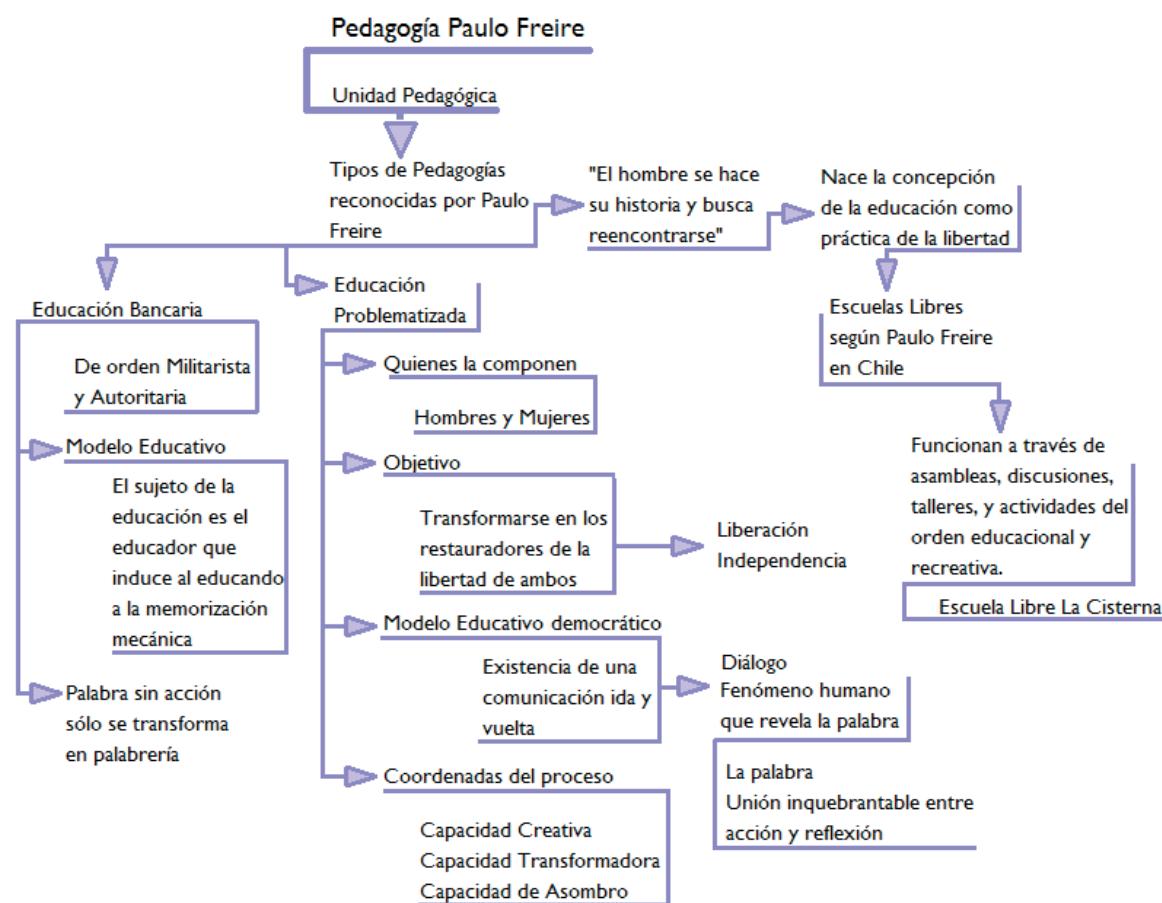 Pedagogía Paulo Freire
Unidad Pedagógica
Tipos de Pedagogías
reconocidas por Paulo
Freire
"El hombre se hace
su historia y busca
reencontrarse"
Nace la concepción
de la educación como
práctica de la libertad
Escuelas Libres
según Paulo Freire
en Chile
Funcionan a través de
asambleas, discusiones,
talleres, y actividades del
orden educacional y
recreativa.
Escuela Libre La Cisterna
Educación Bancaria
De orden Militarista
y Autoritaria
Modelo Educativo
El sujeto de la
educación es el
educador que
induce al educando
a la memorización
mecánica
Palabra sin acción
sólo se transforma
en palabrería
Educación
Problematizada
Quienes la componen
Hombres y Mujeres
Objetivo
Transformarse en los
restauradores de la
libertad de ambos
Liberación
Independencia
Modelo Educativo democrático
Existencia de una
comunicación ida y
vuelta
Diálogo
Fenómeno humano
que revela la palabra
La palabra
Unión inquebrantable entre
acción y reflexión
Coordenadas del proceso
Capacidad Creativa
Capacidad Transformadora
Capacidad de Asombro